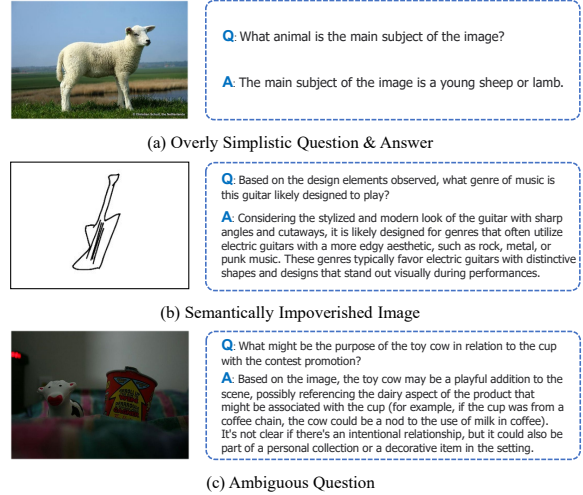 Q: What animal is the main subject of the image?
A: The main subject of the image is a young sheep or lamb.
(a) Overly Simplistic Question & Answer
Q: Based on the design elements observed, what genre of music is
this guitar likely designed to play?
A: Considering the stylized and modern look of the guitar with sharp
angles and cutaways, it is likely designed for genres that often utilize
electric guitars with a more edgy aesthetic, such as rock, metal, or
punk music. These genres typically favor electric guitars with distinctive
shapes and designs that stand out visually during performances.
(b) Semantically Impoverished Image
Q: What might be the purpose of the toy cow in relation to the cup
with the contest promotion?
A: Based on the image, the toy cow may be a playful addition to the
scene, possibly referencing the dairy aspect of the product that
might be associated with the cup (for example, if the cup was from a
coffee chain, the cow could be a nod to the use of milk in coffee).
It's not clear if there's an intentional relationship, but it could also be
part of a personal collection or a decorative item in the setting.
(c) Ambiguous Question